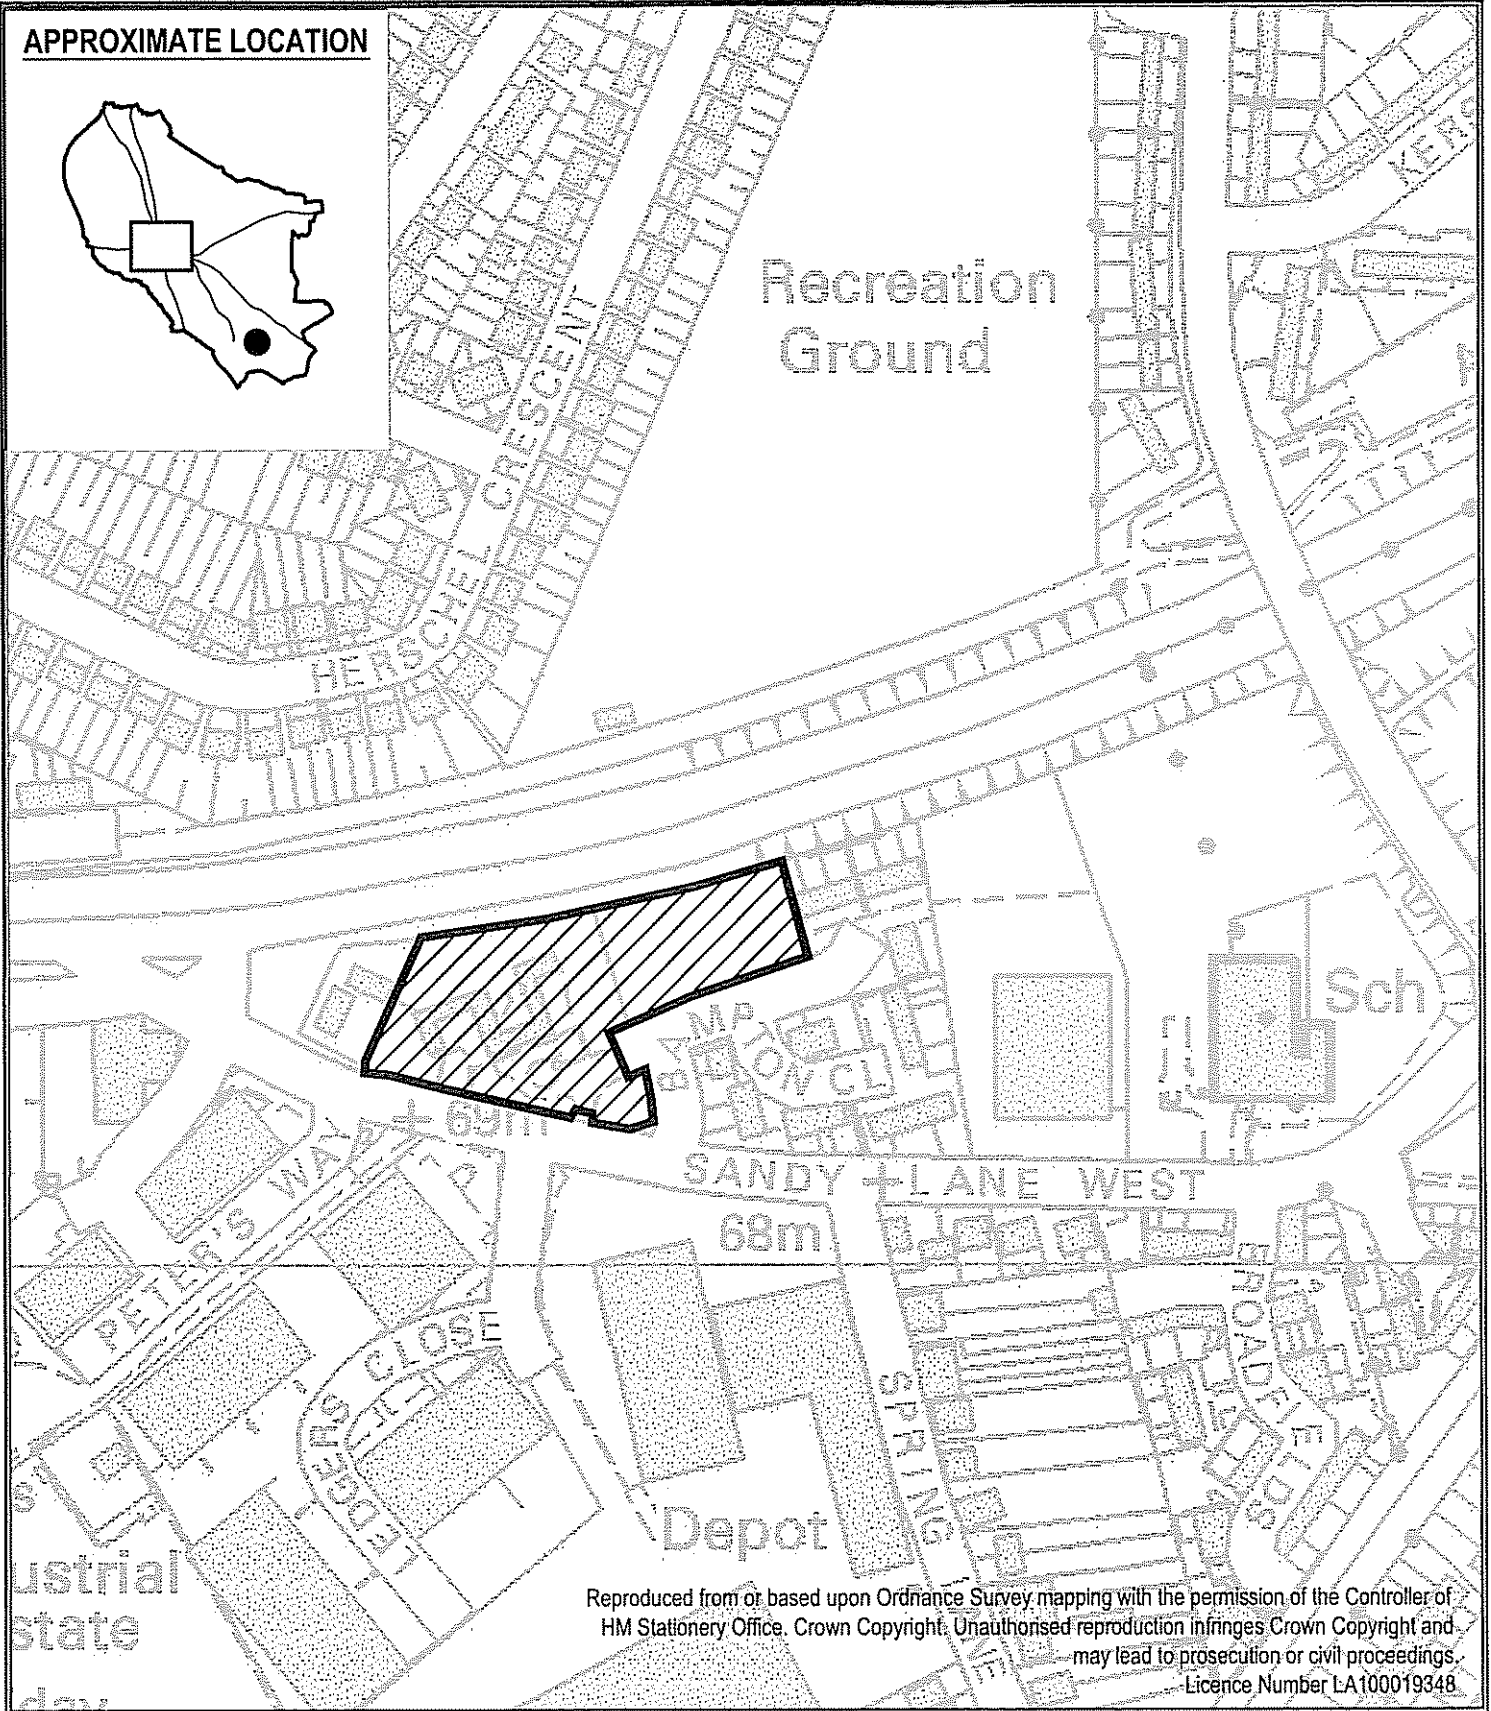 APPROXIMATE LOCATION
Recreation
Ground
HERSCHEL CRESCENT
Sch
69m
SANDY LANE WEST
68m
PETER'S WAY
LEDGERS CLOSE
SPRING
Depot
ustrial
state
Reproduced from or based upon Ordnance Survey mapping with the permission of the Controller of
HM Stationery Office. Crown Copyright. Unauthorised reproduction infringes Crown Copyright and
may lead to prosecution or civil proceedings.
Licence Number LA100019348